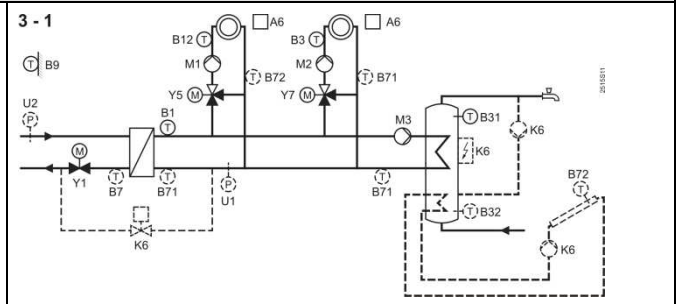 3 - 1
A6
A6
B12 T
B3 T
T B9
M1
M2
T B72
T B71
U2
P
Y5 M
Y7 M
B1
T
M3
T B31
K6
K6
2515S11
M
Y1
T
B7
T
B71
P
U1
T
B71
T B32
B72
T
K6
K6